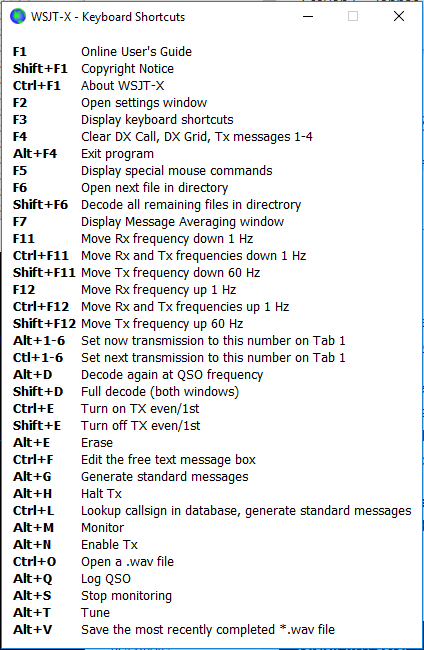 WSJT-X - Keyboard Shortcuts
F1 Online User's Guide
Shift+F1 Copyright Notice
Ctrl+F1 About WSJT-X
F2 Open settings window
F3 Display keyboard shortcuts
F4 Clear DX Call, DX Grid, Tx messages 1-4
Alt+F4 Exit program
F5 Display special mouse commands
F6 Open next file in directory
Shift+F6 Decode all remaining files in directrory
F7 Display Message Averaging window
F11 Move Rx frequency down 1 Hz
Ctrl+F11 Move Rx and Tx frequencies down 1 Hz
Shift+F11 Move Tx frequency down 60 Hz
F12 Move Rx frequency up 1 Hz
Ctrl+F12 Move Rx and Tx frequencies up 1 Hz
Shift+F12 Move Tx frequency up 60 Hz
Alt+1-6 Set now transmission to this number on Tab 1
Ctl+1-6 Set next transmission to this number on Tab 1
Alt+D Decode again at QSO frequency
Shift+D Full decode (both windows)
Ctrl+E Turn on TX even/1st
Shift+E Turn off TX even/1st
Alt+E Erase
Ctrl+F Edit the free text message box
Alt+G Generate standard messages
Alt+H Halt Tx
Ctrl+L Lookup callsign in database, generate standard messages
Alt+M Monitor
Alt+N Enable Tx
Ctrl+O Open a .wav file
Alt+Q Log QSO
Alt+S Stop monitoring
Alt+T Tune
Alt+V Save the most recently completed *.wav file